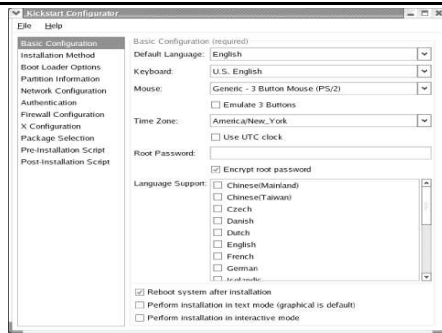 Kickstart Configurator
File Help
Basic Configuration
Installation Method
Boot Loader Options
Partition Information
Network Configuration
Authentication
Firewall Configuration
X Configuration
Package Selection
Pre-Installation Script
Post-Installation Script
Basic Configuration (required)
Default Language: English
Keyboard: U.S. English
Mouse: Generic - 3 Button Mouse (PS/2)
Emulate 3 Buttons
Time Zone: America/New_York
Use UTC clock
Root Password:
Encrypt root password
Language Support: Chinese(Mainland)
Chinese(Taiwan)
Czech
Danish
Dutch
English
French
German
Icelandic
Reboot system after installation
Perform installation in text mode (graphical is default)
Perform installation in interactive mode